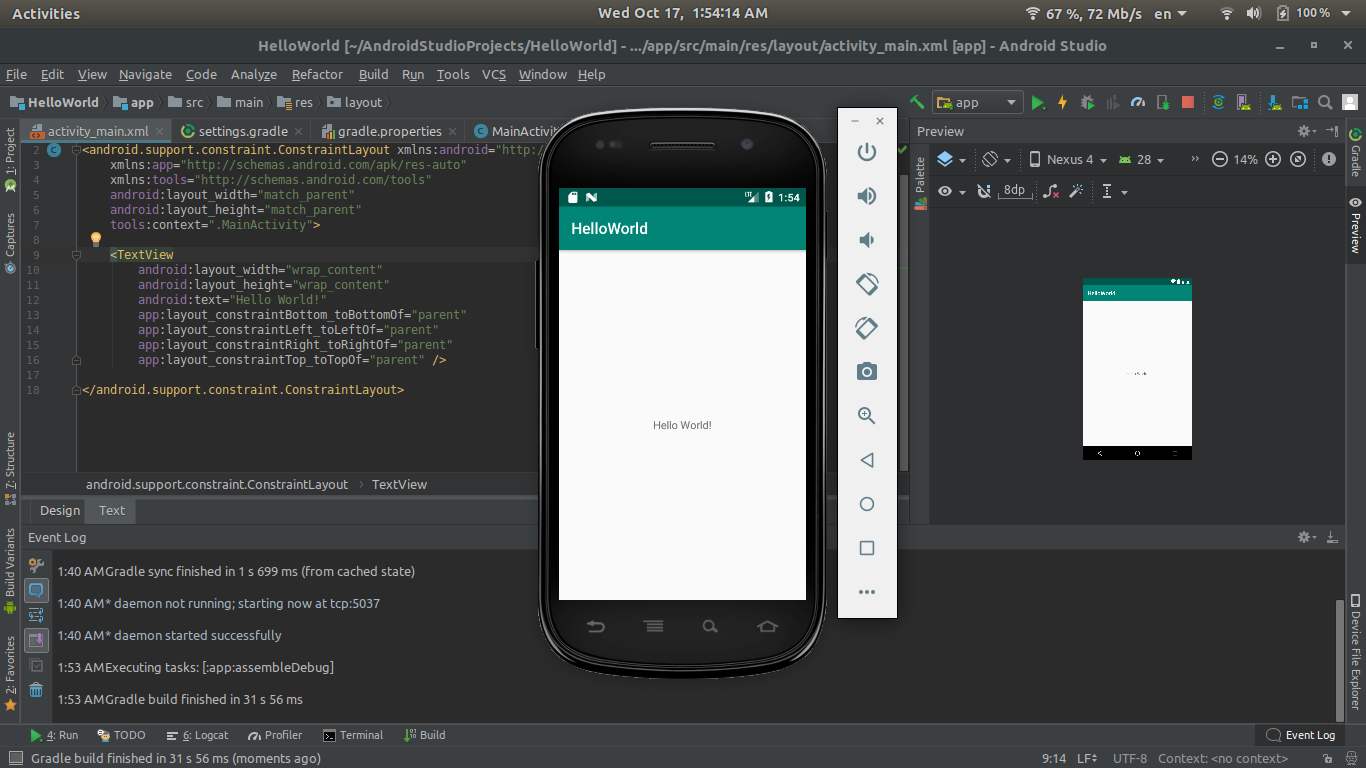 Activities
Wed Oct 17, 1:54:14 AM
67 %, 72 Mb/s en
100 %
HelloWorld [~/AndroidStudioProjects/HelloWorld] - .../app/src/main/res/layout/activity_main.xml [app] - Android Studio
File Edit View Navigate Code Analyze Refactor Build Run Tools VCS Window Help
HelloWorld app src main res layout
app
activity_main.xml settings.gradle gradle.properties MainActivit
Preview
Nexus 4 28 14%
8dp
Palette
1: Project
Captures
7: Structure
Build Variants
2: Favorites
2 <android.support.constraint.ConstraintLayout xmlns:android="http:/
3 xmlns:app="http://schemas.android.com/apk/res-auto"
4 xmlns:tools="http://schemas.android.com/tools"
5 android:layout_width="match_parent"
6 android:layout_height="match_parent"
7 tools:context=".MainActivity">
8
9 <TextView
10 android:layout_width="wrap_content"
11 android:layout_height="wrap_content"
12 android:text="Hello World!"
13 app:layout_constraintBottom_toBottomOf="parent"
14 app:layout_constraintLeft_toLeftOf="parent"
15 app:layout_constraintRight_toRightOf="parent"
16 app:layout_constraintTop_toTopOf="parent" />
17
18 </android.support.constraint.ConstraintLayout>
android.support.constraint.ConstraintLayout › TextView
Design Text
LTE 1:54
HelloWorld
Hello World!
HelloWorld
Gradle
Preview
Device File Explorer
Event Log
1:40 AM Gradle sync finished in 1 s 699 ms (from cached state)
1:40 AM * daemon not running; starting now at tcp:5037
1:40 AM * daemon started successfully
1:53 AM Executing tasks: [:app:assembleDebug]
1:53 AM Gradle build finished in 31 s 56 ms
4: Run TODO 6: Logcat Profiler Terminal Build Event Log
Gradle build finished in 31 s 56 ms (moments ago)
9:14 LF UTF-8 Context: <no context>